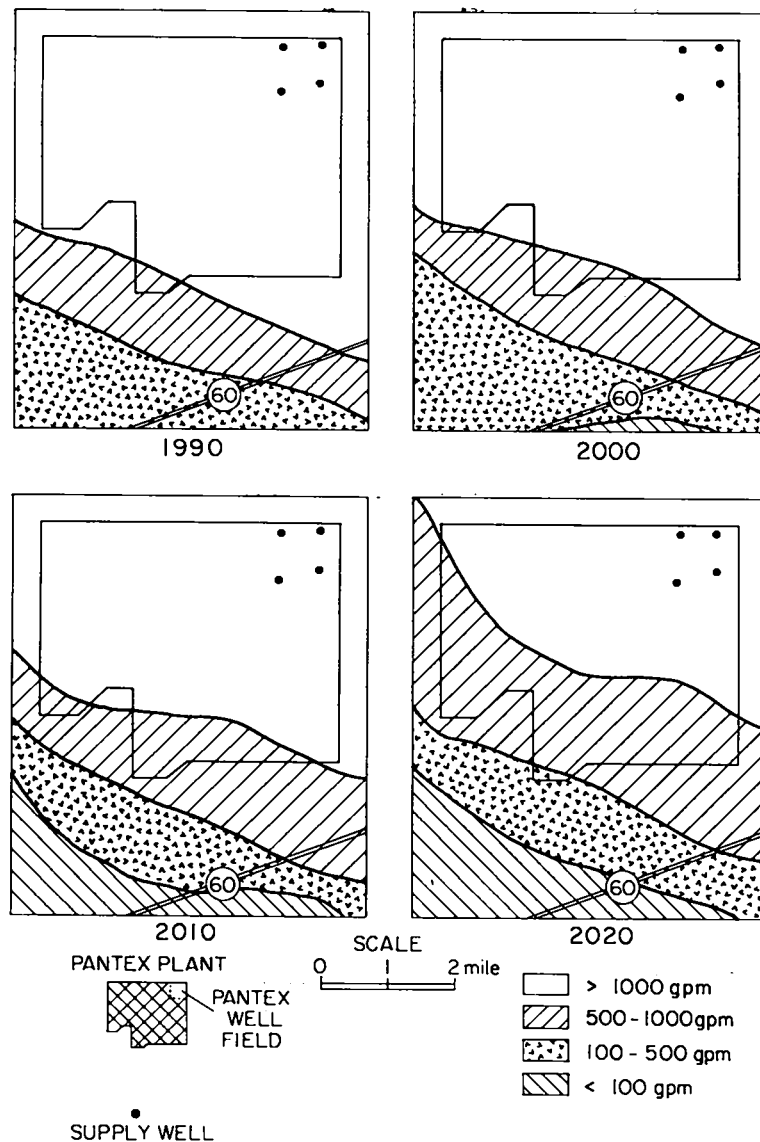 60
1990
60
2000
60
2010
60
2020
PANTEX PLANT
PANTEX
WELL
FIELD
SUPPLY WELL
SCALE
0 1 2 mile
> 1000 gpm
500-1000gpm
100-500 gpm
< 100 gpm